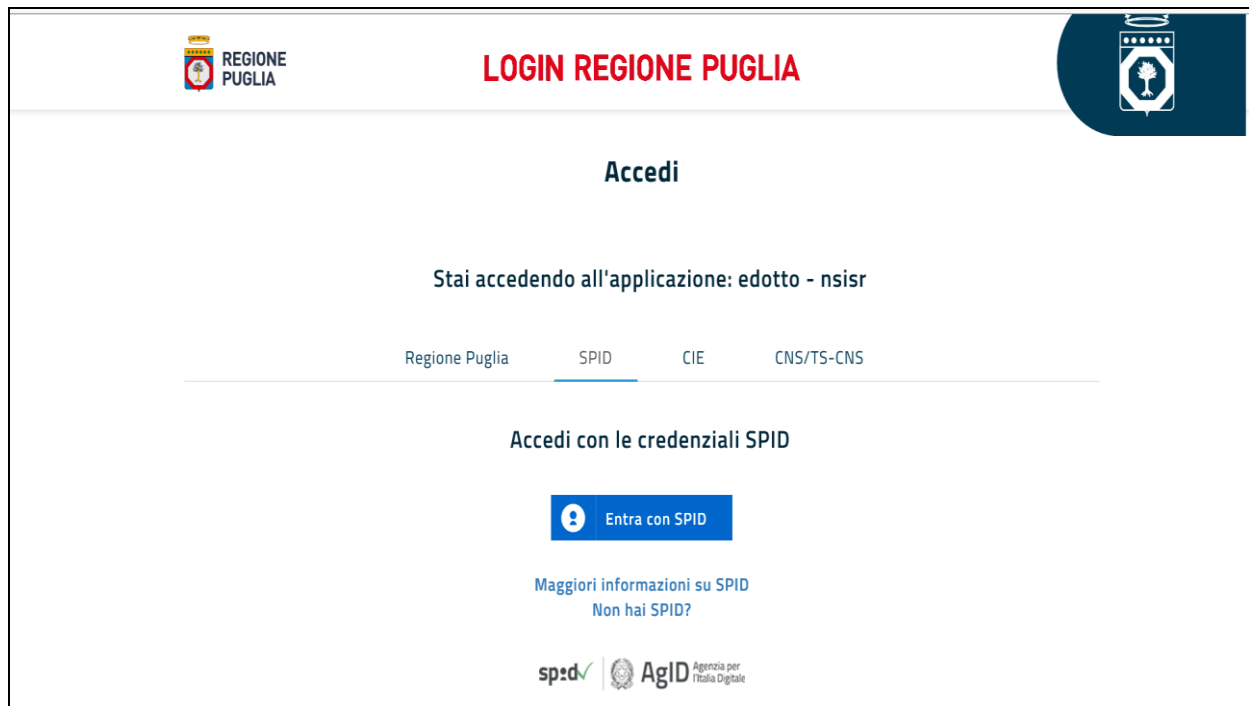 REGIONE
PUGLIA
LOGIN REGIONE PUGLIA
Accedi
Stai accedendo all'applicazione: edotto - nsisr
Regione Puglia SPID CIE CNS/TS-CNS
Accedi con le credenziali SPID
Entra con SPID
Maggiori informazioni su SPID
Non hai SPID?
spid AgID Agenzia per
l'Italia Digitale